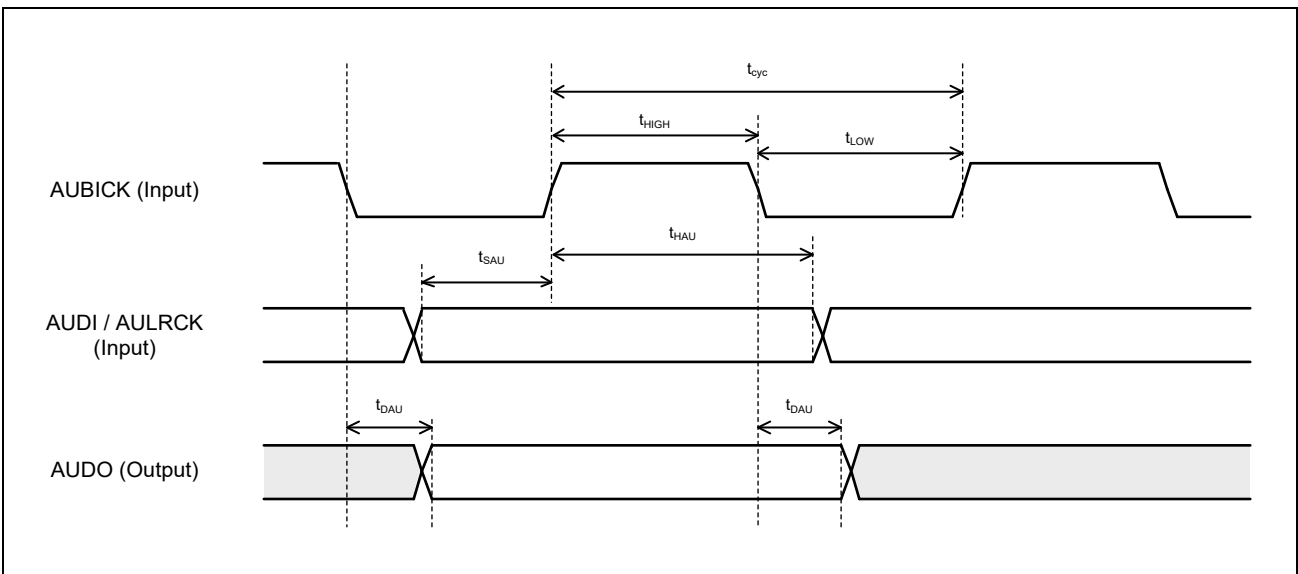 tcyc
tHIGH
tLOW
AUBICK (Input)
tHAU
tSAU
AUDI / AULRCK
(Input)
tDAU
tDAU
AUDO (Output)